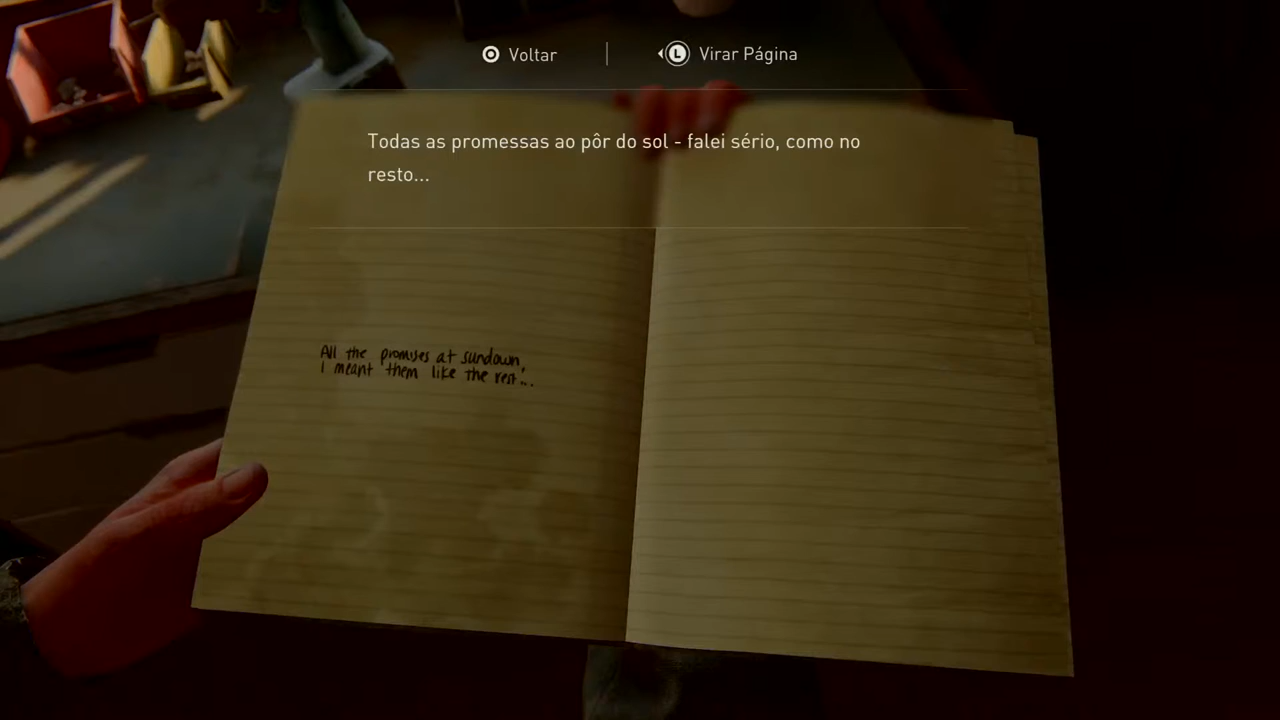 Voltar
L Virar Página
Todas as promessas ao pôr do sol - falei sério, como no
resto...
All the promises at sundown,
I meant them like the rest...